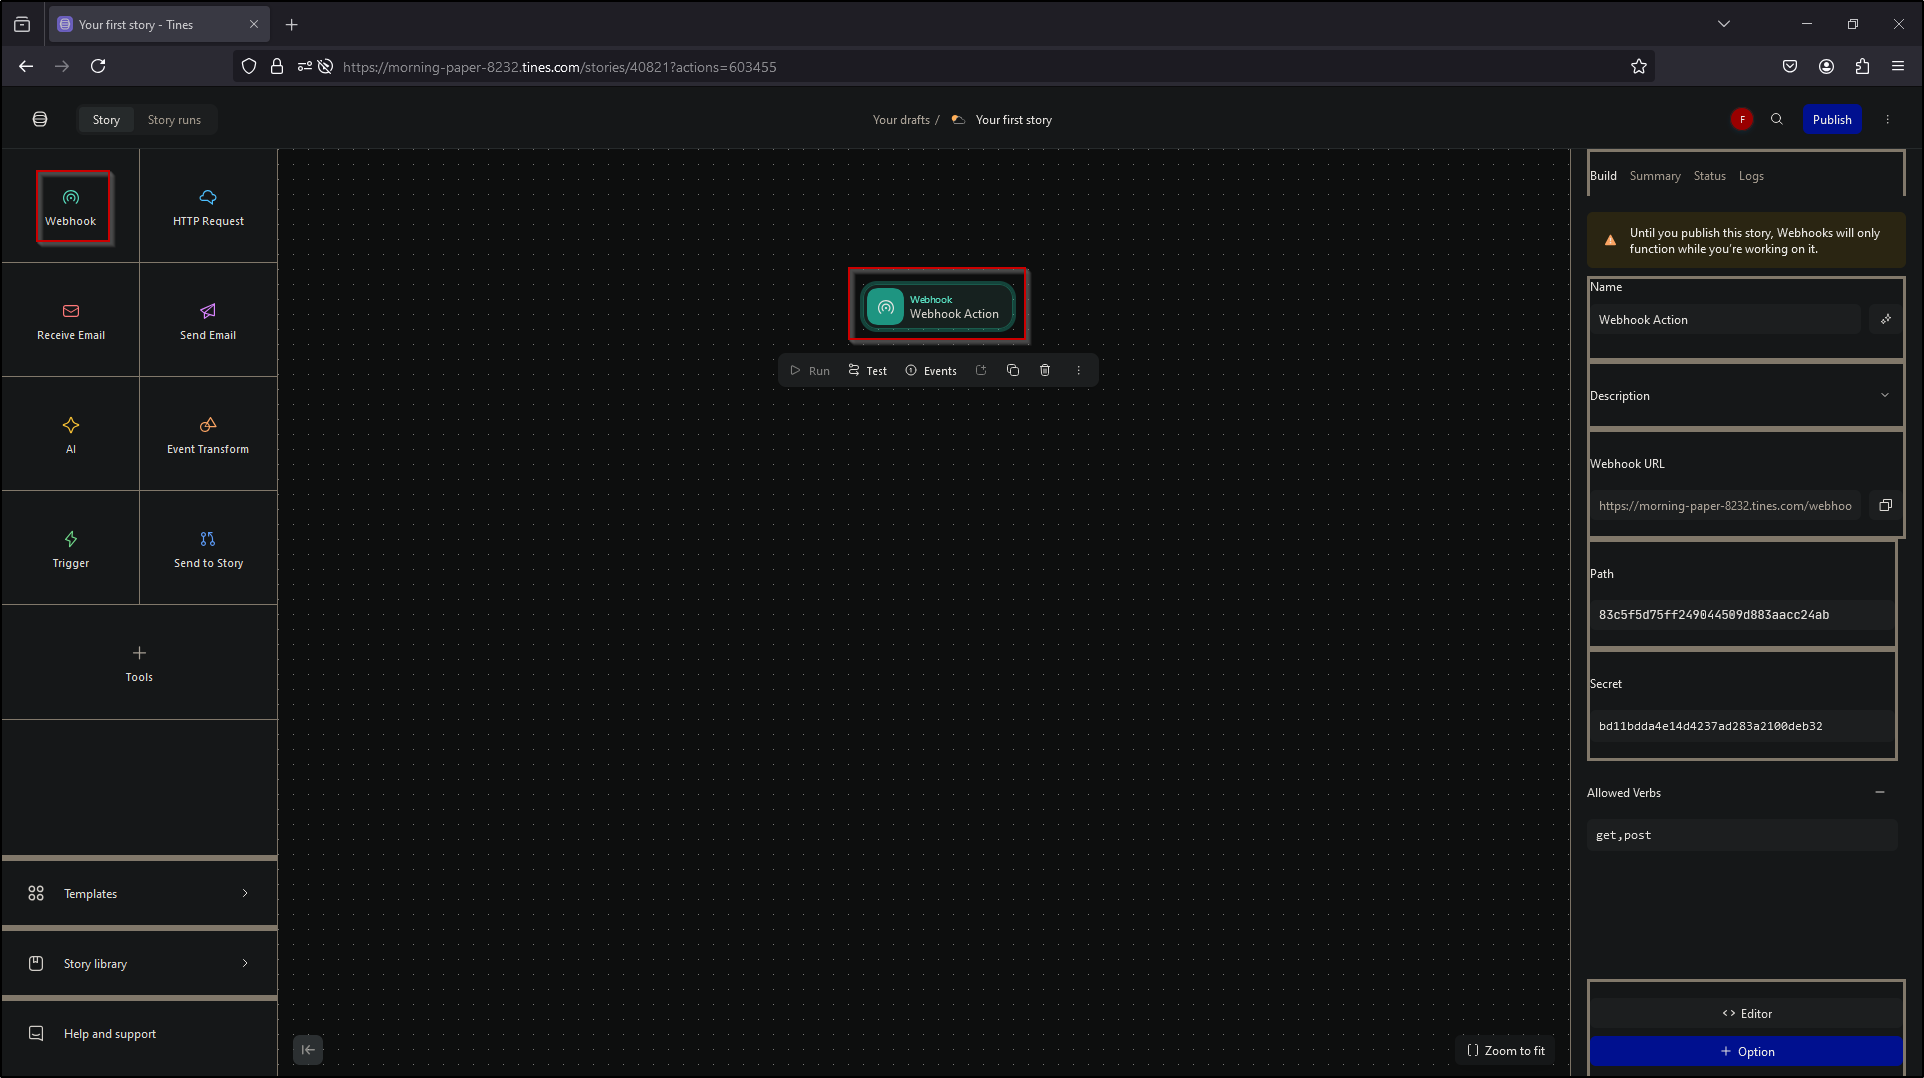 Your first story - Tines
https://morning-paper-8232.tines.com/stories/40821?actions=603455
Story
Story runs
Your drafts /
Your first story
F
Publish
Webhook
HTTP Request
Receive Email
Send Email
AI
Event Transform
Trigger
Send to Story
Tools
Templates
Story library
Help and support
Webhook
Webhook Action
Run
Test
Events
Zoom to fit
Build
Summary
Status
Logs
Until you publish this story, Webhooks will only
function while you're working on it.
Name
Webhook Action
Description
Webhook URL
https://morning-paper-8232.tines.com/webhoo
Path
83c5f5d75ff249044509d883aacc24ab
Secret
bd11bdda4e14d4237ad283a2100deb32
Allowed Verbs
get,post
<> Editor
+ Option